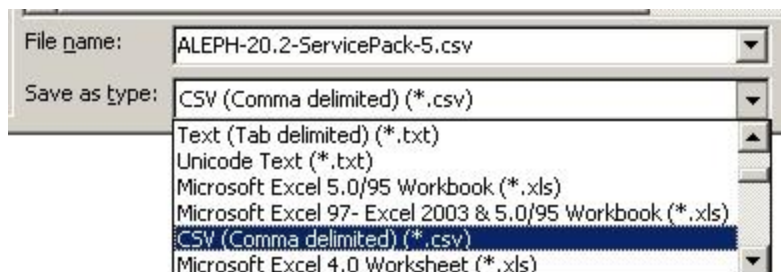 File name: ALEPH-20.2-ServicePack-5.csv
Save as type: CSV (Comma delimited) (*.csv)
Text (Tab delimited) (*.txt)
Unicode Text (*.txt)
Microsoft Excel 5.0/95 Workbook (*.xls)
Microsoft Excel 97- Excel 2003 & 5.0/95 Workbook (*.xls)
CSV (Comma delimited) (*.csv)
Microsoft Excel 4.0 Worksheet (*.xls)